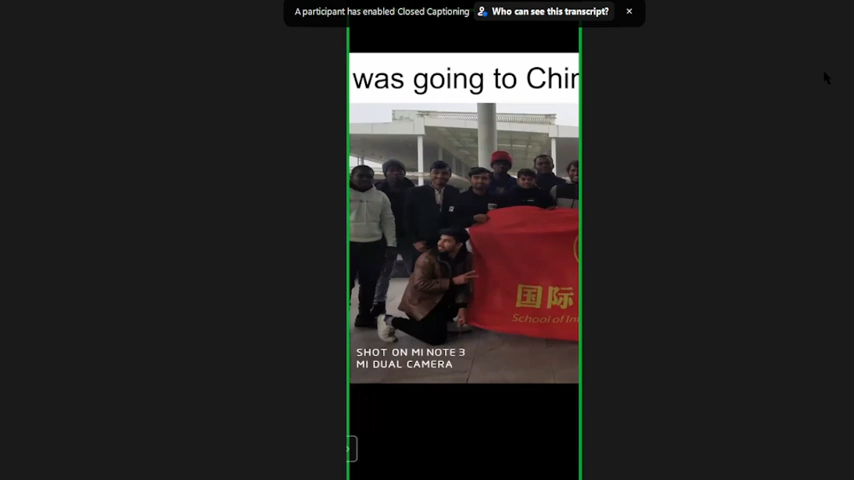 A participant has enabled Closed Captioning Who can see this transcript? ×
was going to Chin
国际
School of In
SHOT ON MI NOTE 3
MI DUAL CAMERA